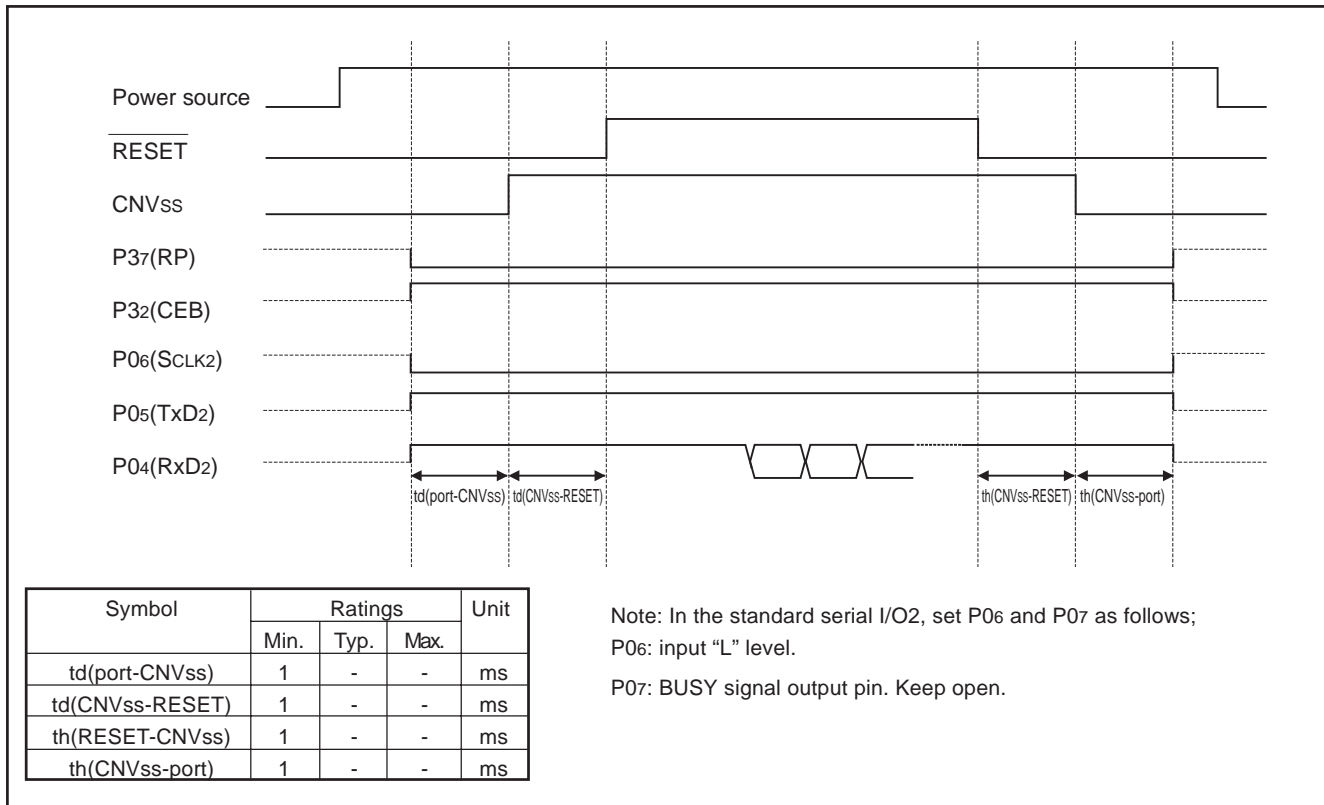 Power source
RESET
CNVss
P37(RP)
P32(CEB)
P06(SCLK2)
P05(TxD2)
P04(RxD2)
td(port-CNVss) td(CNVss-RESET) th(CNVss-RESET) th(CNVss-port)
Symbol Ratings Unit
Min. Typ. Max.
td(port-CNVss) 1 - - ms
td(CNVss-RESET) 1 - - ms
th(RESET-CNVss) 1 - - ms
th(CNVss-port) 1 - - ms
Note: In the standard serial I/O2, set P06 and P07 as follows;
P06: input “L” level.
P07: BUSY signal output pin. Keep open.